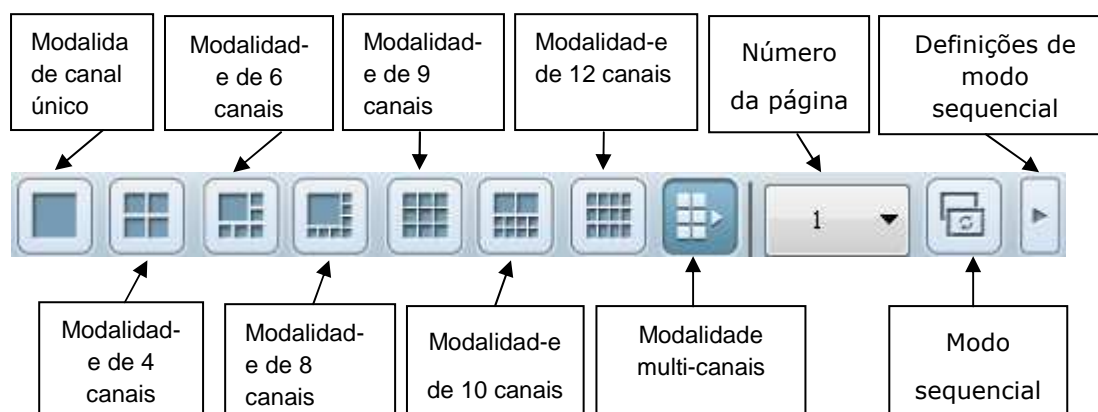 Modalida
de canal
único
Modalidad-
e de 6
canais
Modalidad-
e de 9
canais
Modalidad-e
de 12 canais
Número
da página
Definições de
modo
sequencial
1
Modalidad-
e de 4
canais
Modalidad-
e de 8
canais
Modalidad-e
de 10 canais
Modalidade
multi-canais
Modo
sequencial